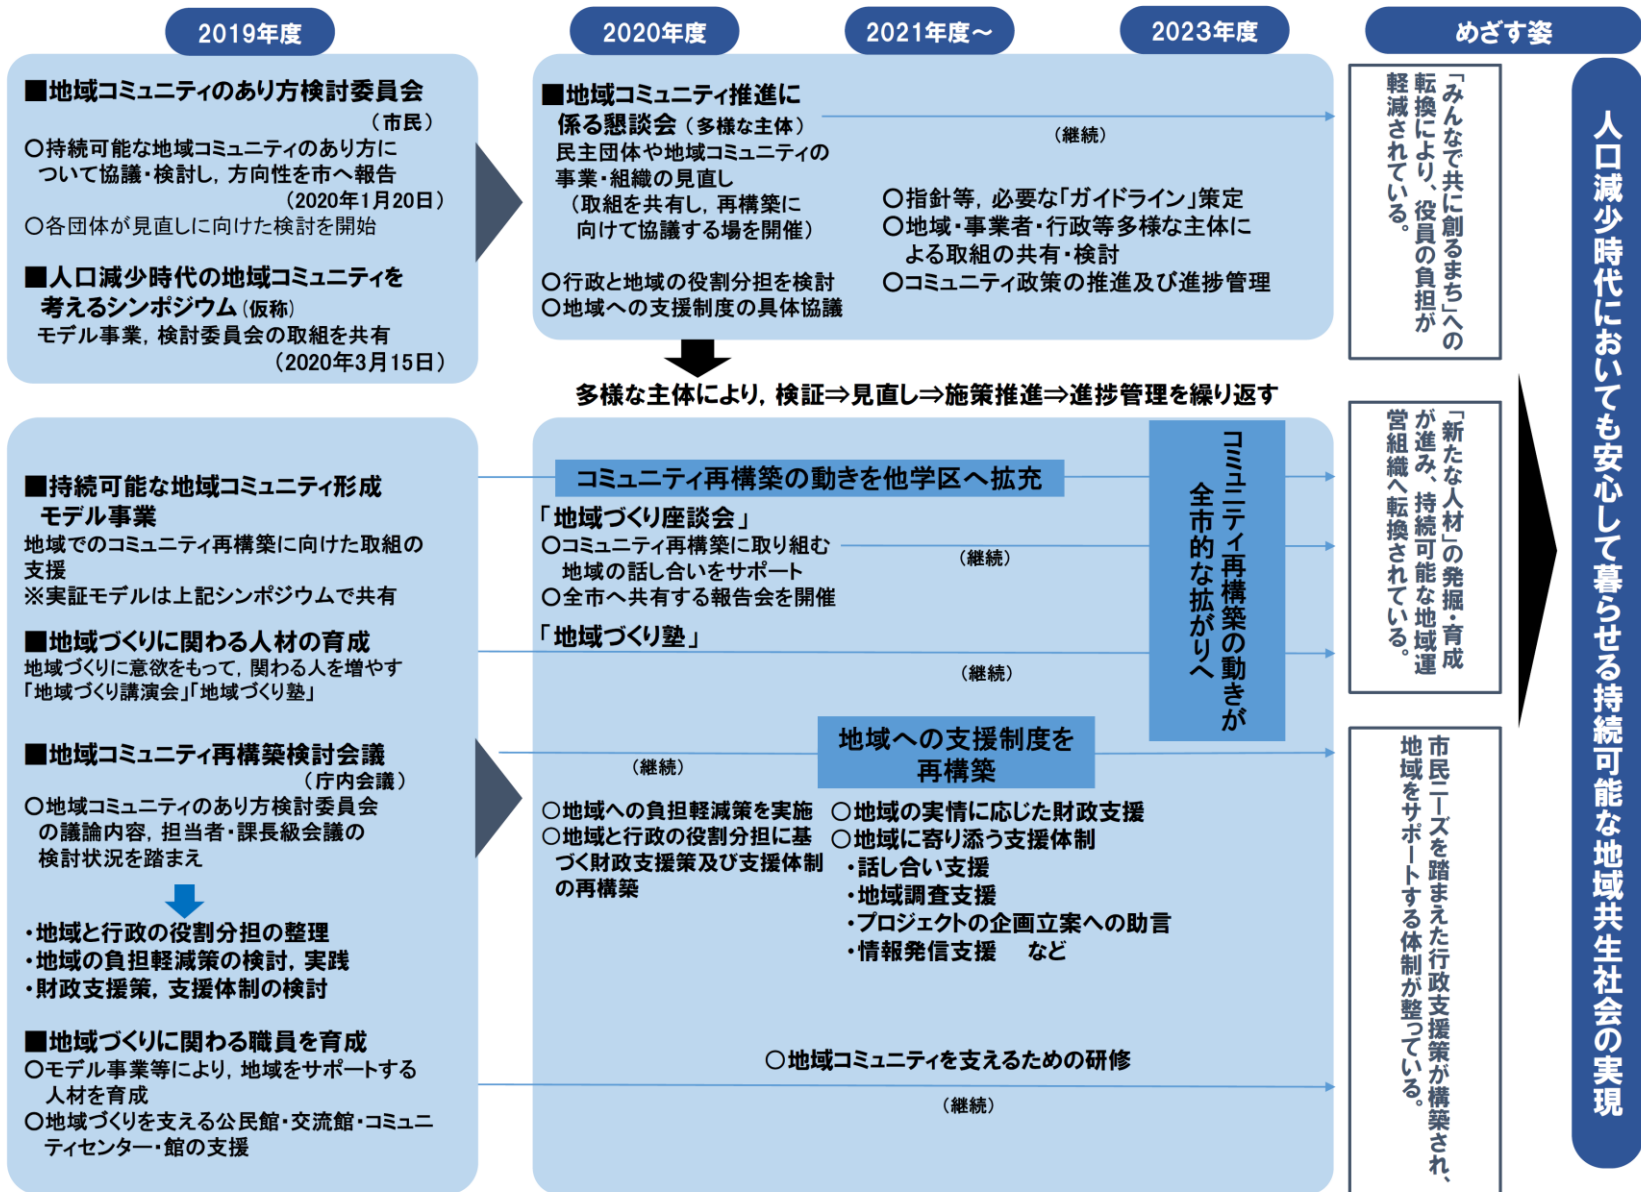 2019年度
2020年度
2021年度～
2023年度
めざす姿
■地域コミュニティのあり方検討委員会
（市民）
○持続可能な地域コミュニティのあり方に
ついて協議・検討し，方向性を市へ報告
（2020年1月20日）
○各団体が見直しに向けた検討を開始
■人口減少時代の地域コミュニティを
考えるシンポジウム（仮称）
モデル事業，検討委員会の取組を共有
（2020年3月15日）
■地域コミュニティ推進に
係る懇談会（多様な主体）
民主団体や地域コミュニティの
事業・組織の見直し
（取組を共有し，再構築に
向けて協議する場を開催）
○行政と地域の役割分担を検討
○地域への支援制度の具体協議
（継続）
○指針等，必要な「ガイドライン」策定
○地域・事業者・行政等多様な主体に
よる取組の共有・検討
○コミュニティ政策の推進及び進捗管理
多様な主体により，検証⇒見直し⇒施策推進⇒進捗管理を繰り返す
■持続可能な地域コミュニティ形成
モデル事業
地域でのコミュニティ再構築に向けた取組の
支援
※実証モデルは上記シンポジウムで共有
■地域づくりに関わる人材の育成
地域づくりに意欲をもって，関わる人を増やす
「地域づくり講演会」「地域づくり塾」
■地域コミュニティ再構築検討会議
（庁内会議）
○地域コミュニティのあり方検討委員会
の議論内容，担当者・課長級会議の
検討状況を踏まえ
・地域と行政の役割分担の整理
・地域の負担軽減策の検討，実践
・財政支援策，支援体制の検討
■地域づくりに関わる職員を育成
○モデル事業等により，地域をサポートする
人材を育成
○地域づくりを支える公民館・交流館・コミュニ
ティセンター・館の支援
コミュニティ再構築の動きを他学区へ拡充
「地域づくり座談会」
○コミュニティ再構築に取り組む
地域の話し合いをサポート
○全市へ共有する報告会を開催
（継続）
「地域づくり塾」
（継続）
コミュニティ再構築の動きが
全市的な拡がりへ
（継続）
地域への支援制度を
再構築
○地域への負担軽減策を実施
○地域と行政の役割分担に基
づく財政支援策及び支援体制
の再構築
○地域の実情に応じた財政支援
○地域に寄り添う支援体制
・話し合い支援
・地域調査支援
・プロジェクトの企画立案への助言
・情報発信支援　など
○地域コミュニティを支えるための研修
（継続）
「みんなで共に創るまち」への
転換により、役員の負担が
軽減されている。
「新たな人材」の発掘・育成
が進み、持続可能な地域運
営組織へ転換されている。
市民ニーズを踏まえた行政支援策が構築され、
地域をサポートする体制が整っている。
人口減少時代においても安心して暮らせる持続可能な地域共生社会の実現